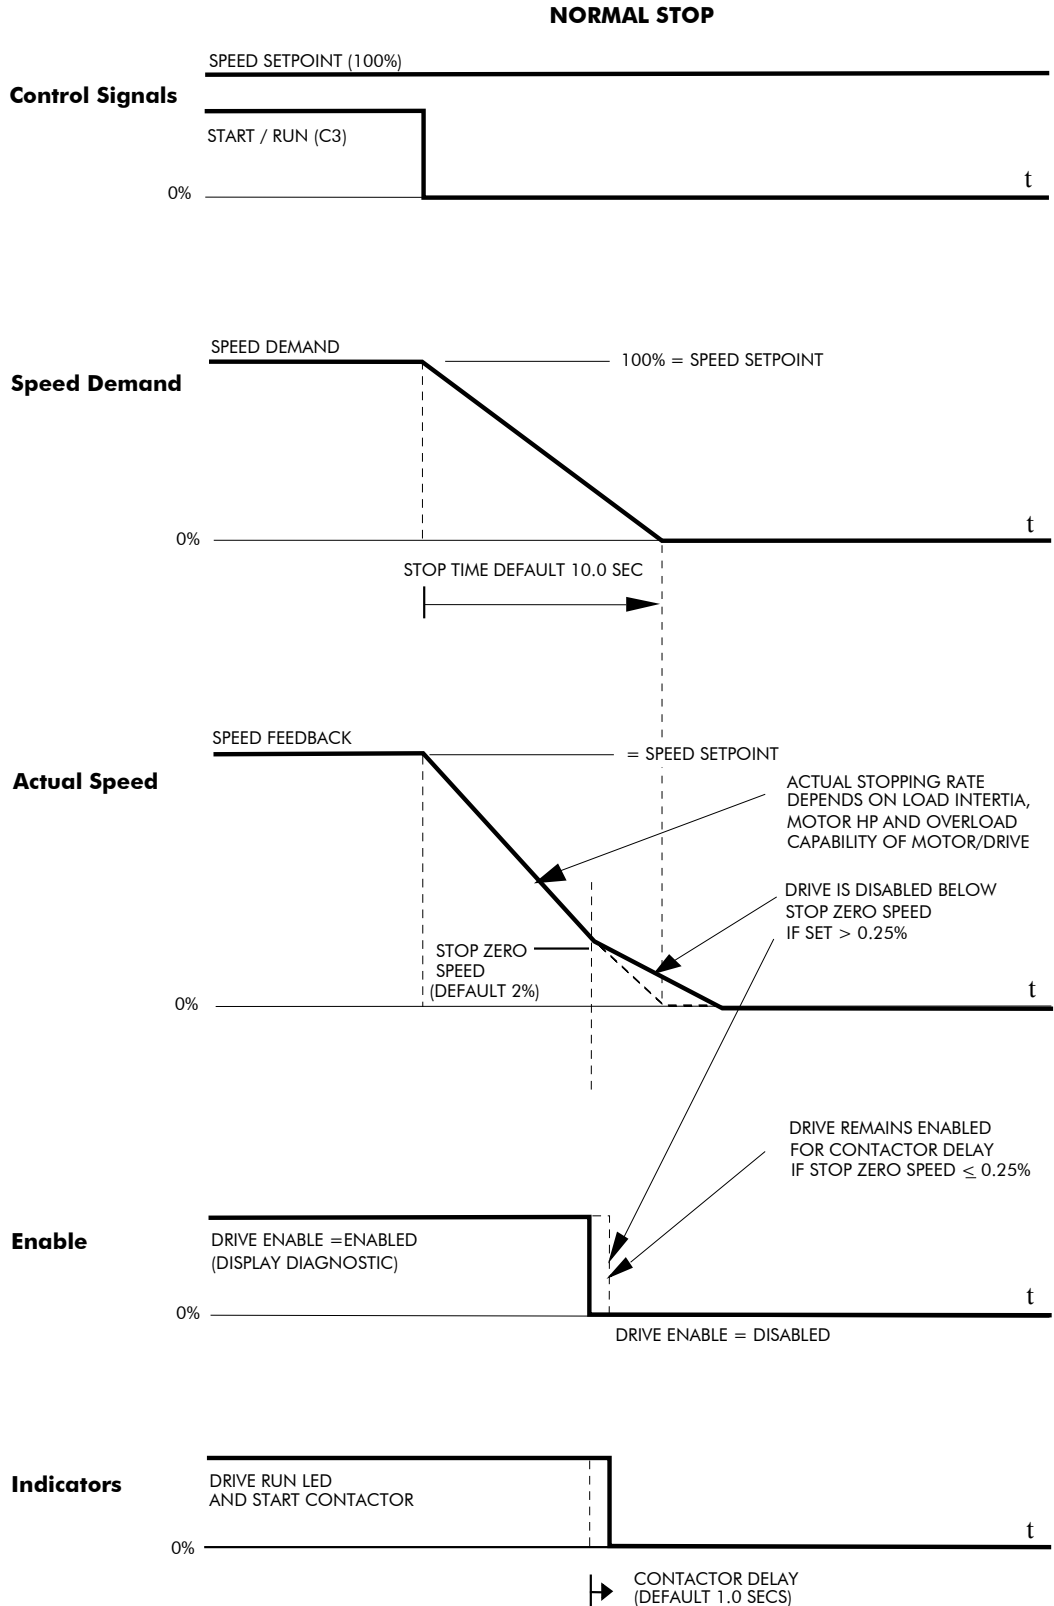 NORMAL STOP
SPEED SETPOINT (100%)
Control Signals
START / RUN (C3)
t
0%
SPEED DEMAND
100% = SPEED SETPOINT
Speed Demand
t
0%
STOP TIME DEFAULT 10.0 SEC
SPEED FEEDBACK
= SPEED SETPOINT
Actual Speed
ACTUAL STOPPING RATE
DEPENDS ON LOAD INTERTIA,
MOTOR HP AND OVERLOAD
CAPABILITY OF MOTOR/DRIVE
DRIVE IS DISABLED BELOW
STOP ZERO SPEED
IF SET > 0.25%
STOP ZERO
SPEED
(DEFAULT 2%)
t
0%
DRIVE REMAINS ENABLED
FOR CONTACTOR DELAY
IF STOP ZERO SPEED ≤ 0.25%
Enable
DRIVE ENABLE =ENABLED
(DISPLAY DIAGNOSTIC)
t
0%
DRIVE ENABLE = DISABLED
Indicators
DRIVE RUN LED
AND START CONTACTOR
t
0%
CONTACTOR DELAY
(DEFAULT 1.0 SECS)